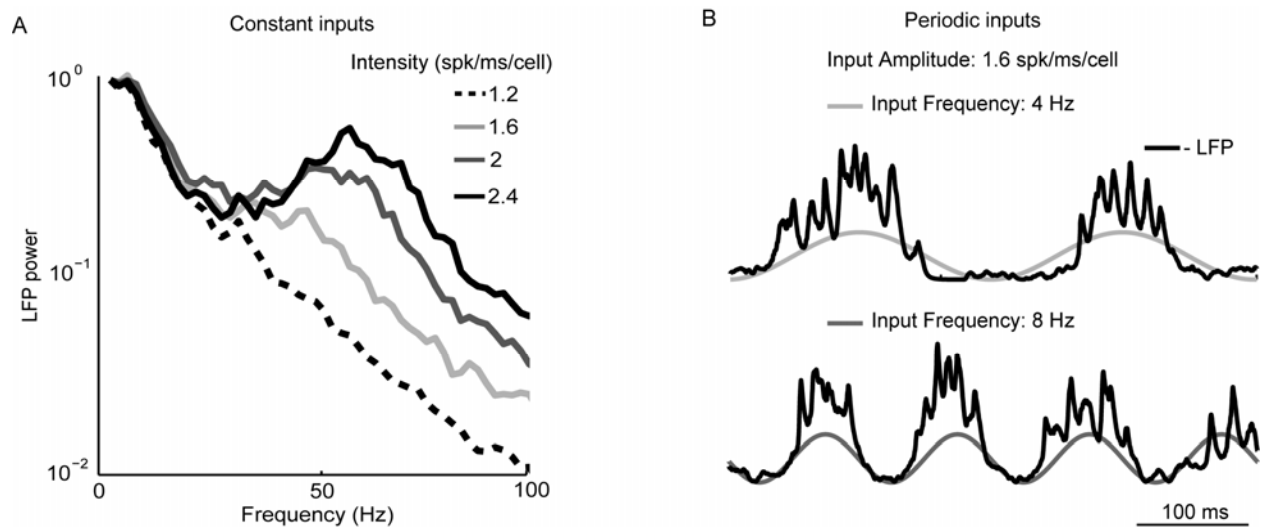 A
Constant inputs
Intensity (spk/ms/cell)
1.2
1.6
2
2.4
10^0
10^-1
10^-2
LFP power
0
50
100
Frequency (Hz)
B
Periodic inputs
Input Amplitude: 1.6 spk/ms/cell
Input Frequency: 4 Hz
- LFP
Input Frequency: 8 Hz
100 ms